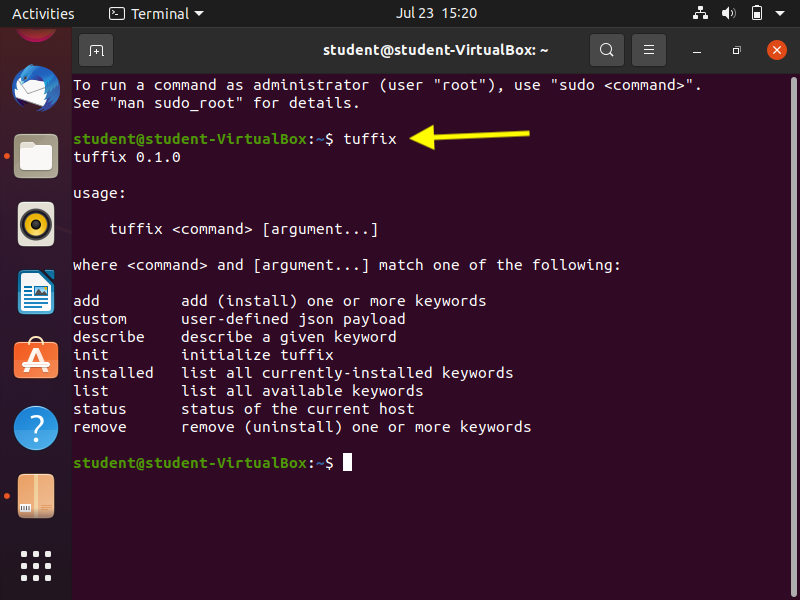 Activities Terminal Jul 23 15:20
student@student-VirtualBox: ~
To run a command as administrator (user "root"), use "sudo <command>".
See "man sudo_root" for details.
student@student-VirtualBox:~$ tuffix
tuffix 0.1.0
usage:
tuffix <command> [argument...]
where <command> and [argument...] match one of the following:
add add (install) one or more keywords
custom user-defined json payload
describe describe a given keyword
init initialize tuffix
installed list all currently-installed keywords
list list all available keywords
status status of the current host
remove remove (uninstall) one or more keywords
student@student-VirtualBox:~$